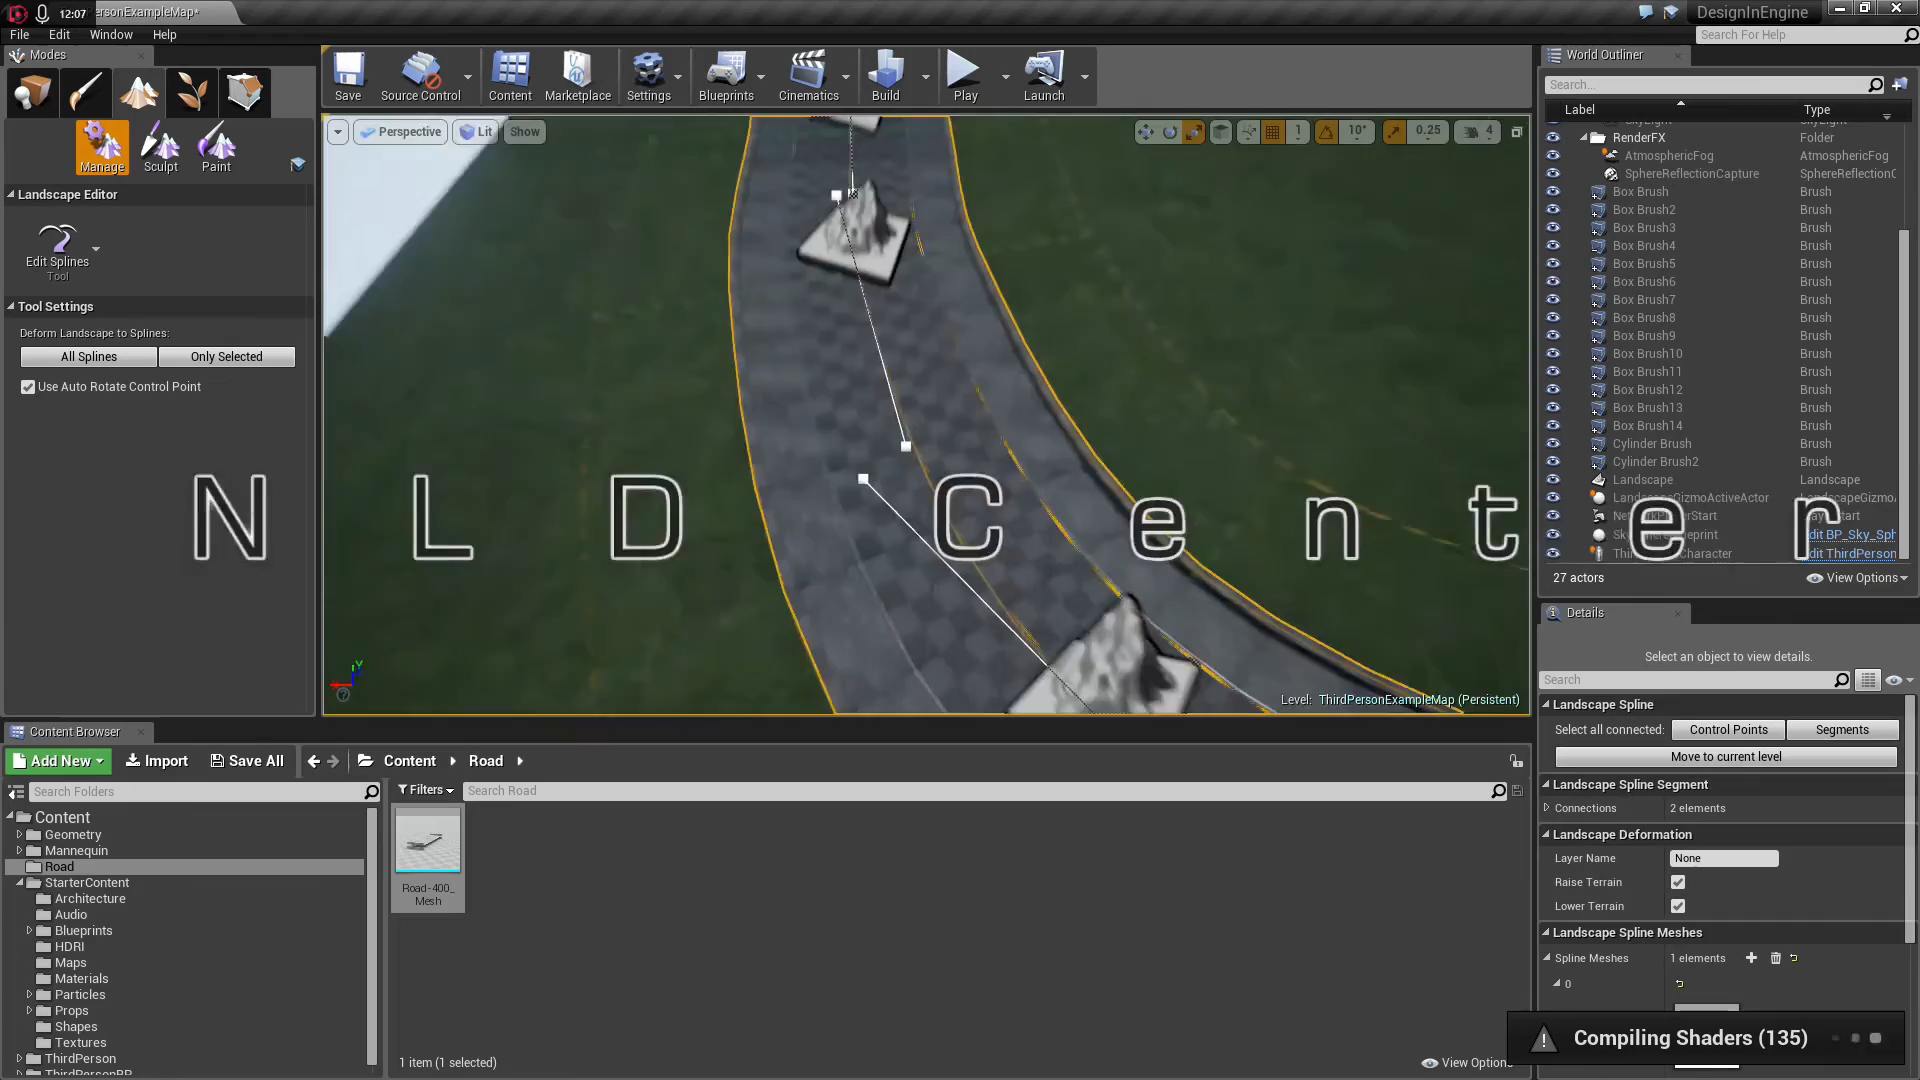 12:07
ersonExampleMap*
DesignInEngine
File Edit Window Help
Search For Help
Modes
Save Source Control Content Marketplace Settings Blueprints Cinematics Build Play Launch
World Outliner
Search...
Label Type
Manage Sculpt Paint
Perspective Lit Show
1 10° 0.25 4
RenderFX Folder
AtmosphericFog AtmosphericFog
SphereReflectionCapture SphereReflectionC
Box Brush Brush
Box Brush2 Brush
Box Brush3 Brush
Box Brush4 Brush
Box Brush5 Brush
Box Brush6 Brush
Box Brush7 Brush
Box Brush8 Brush
Box Brush9 Brush
Box Brush10 Brush
Box Brush11 Brush
Box Brush12 Brush
Box Brush13 Brush
Box Brush14 Brush
Cylinder Brush Brush
Cylinder Brush2 Brush
Landscape Landscape
LandscapeGizmoActiveActor
27 actors View Options
Landscape Editor
Edit Splines
Tool
Tool Settings
Deform Landscape to Splines:
All Splines Only Selected
Use Auto Rotate Control Point
NLD Center
Level: ThirdPersonExampleMap (Persistent)
Details
Select an object to view details.
Search
Landscape Spline
Select all connected: Control Points Segments
Move to current level
Landscape Spline Segment
Connections 2 elements
Landscape Deformation
Layer Name None
Raise Terrain
Lower Terrain
Landscape Spline Meshes
Spline Meshes 1 elements
0
Compiling Shaders (135)
Content Browser
Add New Import Save All Content Road
Search Folders
Filters Search Road
Content
Geometry
Mannequin
Road
StarterContent
Architecture
Audio
Blueprints
HDRI
Maps
Materials
Particles
Props
Shapes
Textures
ThirdPerson
ThirdPersonBP
Road-400_
Mesh
1 item (1 selected)
View Option